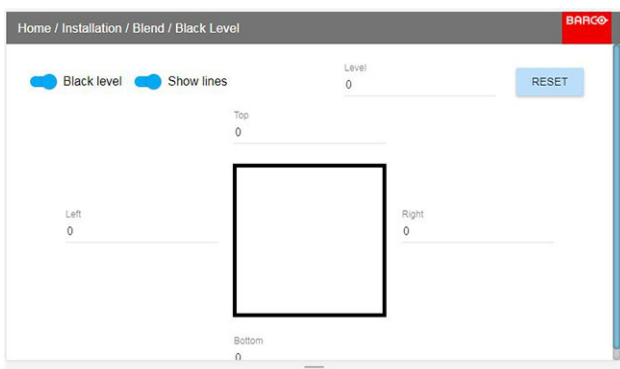 Home / Installation / Blend / Black Level
BARCO
Black level
Show lines
Level
0
RESET
Top
0
Left
0
Right
0
Bottom
0